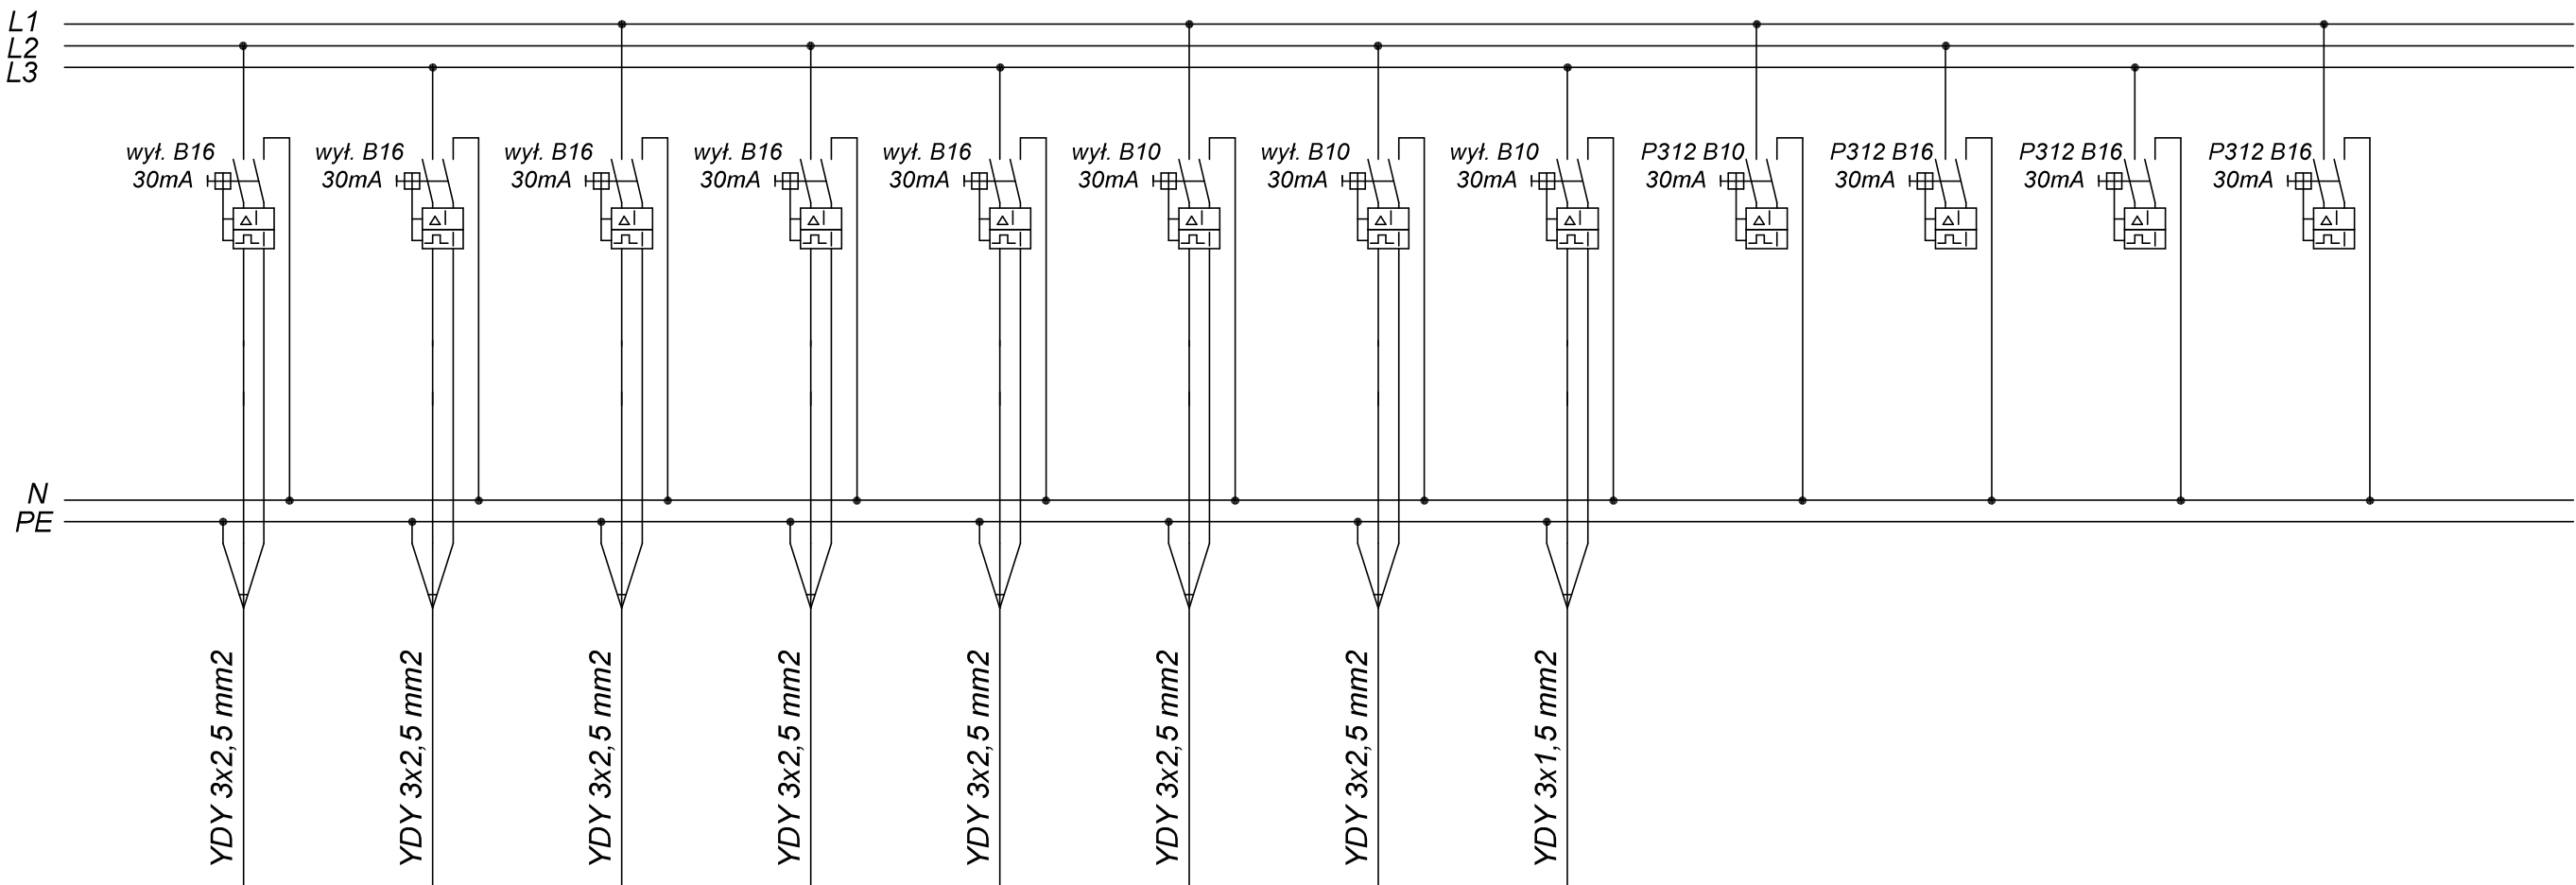 L1
L2
L3
wył. B16
30mA
wył. B16
30mA
wył. B16
30mA
wył. B16
30mA
wył. B16
30mA
wył. B10
30mA
wył. B10
30mA
wył. B10
30mA
P312 B10
30mA
P312 B16
30mA
P312 B16
30mA
P312 B16
30mA
N
PE
YDY 3x2,5 mm2
YDY 3x2,5 mm2
YDY 3x2,5 mm2
YDY 3x2,5 mm2
YDY 3x2,5 mm2
YDY 3x2,5 mm2
YDY 3x2,5 mm2
YDY 3x1,5 mm2